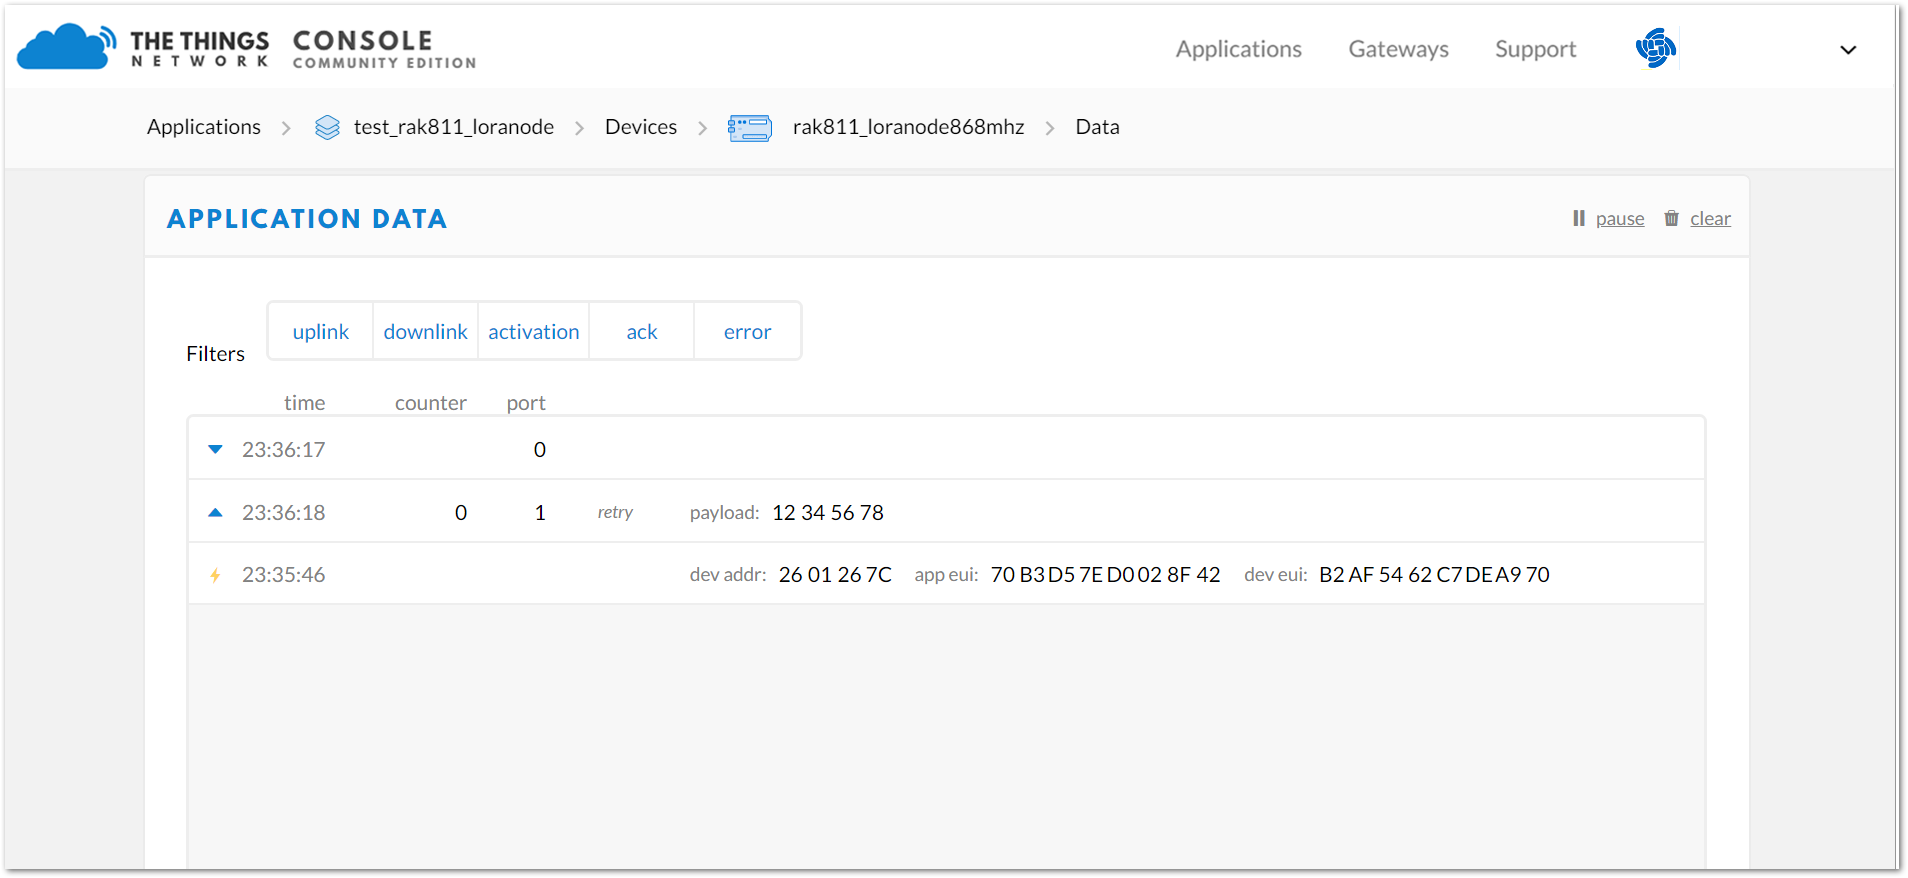 THE THINGS NETWORK CONSOLE COMMUNITY EDITION Applications Gateways Support
Applications test_rak811_loranode Devices rak811_loranode868mhz Data
APPLICATION DATA pause clear
Filters uplink downlink activation ack error
time counter port
23:36:17 0
23:36:18 0 1 retry payload: 12 34 56 78
23:35:46 dev addr: 26 01 26 7C app eui: 70 B3 D5 7E D0 02 8F 42 dev eui: B2 AF 54 62 C7 DE A9 70